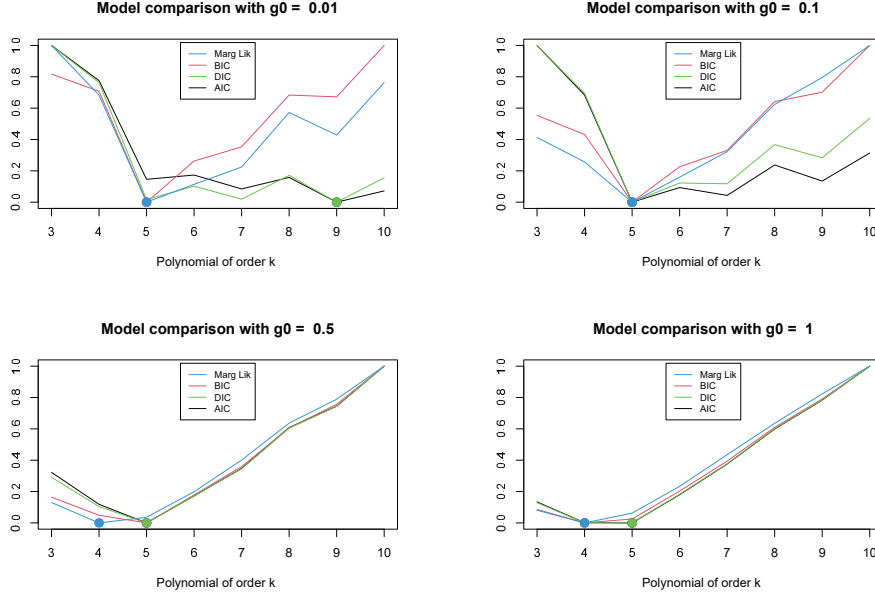 Model comparison with g0 = 0.01
1.0
0.8
0.6
0.4
0.2
0.0
Marg Lik
BIC
DIC
AIC
3 4 5 6 7 8 9 10
Polynomial of order k
Model comparison with g0 = 0.1
1.0
0.8
0.6
0.4
0.2
0.0
Marg Lik
BIC
DIC
AIC
3 4 5 6 7 8 9 10
Polynomial of order k
Model comparison with g0 = 0.5
1.0
0.8
0.6
0.4
0.2
0.0
Marg Lik
BIC
DIC
AIC
3 4 5 6 7 8 9 10
Polynomial of order k
Model comparison with g0 = 1
1.0
0.8
0.6
0.4
0.2
0.0
Marg Lik
BIC
DIC
AIC
3 4 5 6 7 8 9 10
Polynomial of order k